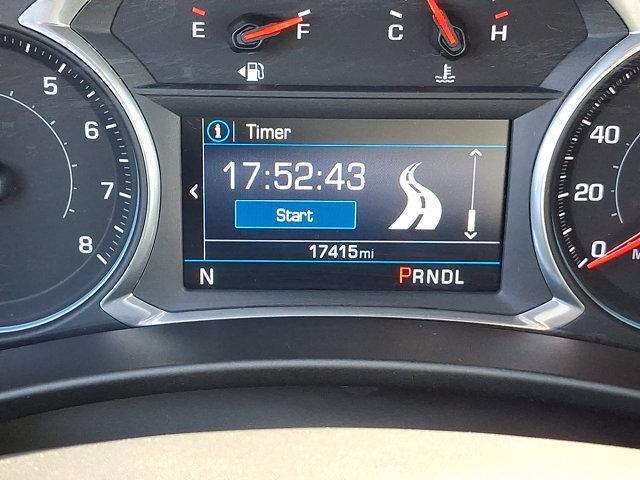 E F
C H
5
6
7
8
i Timer
17:52:43
Start
17415mi
N PRNDL
40
20
0
M